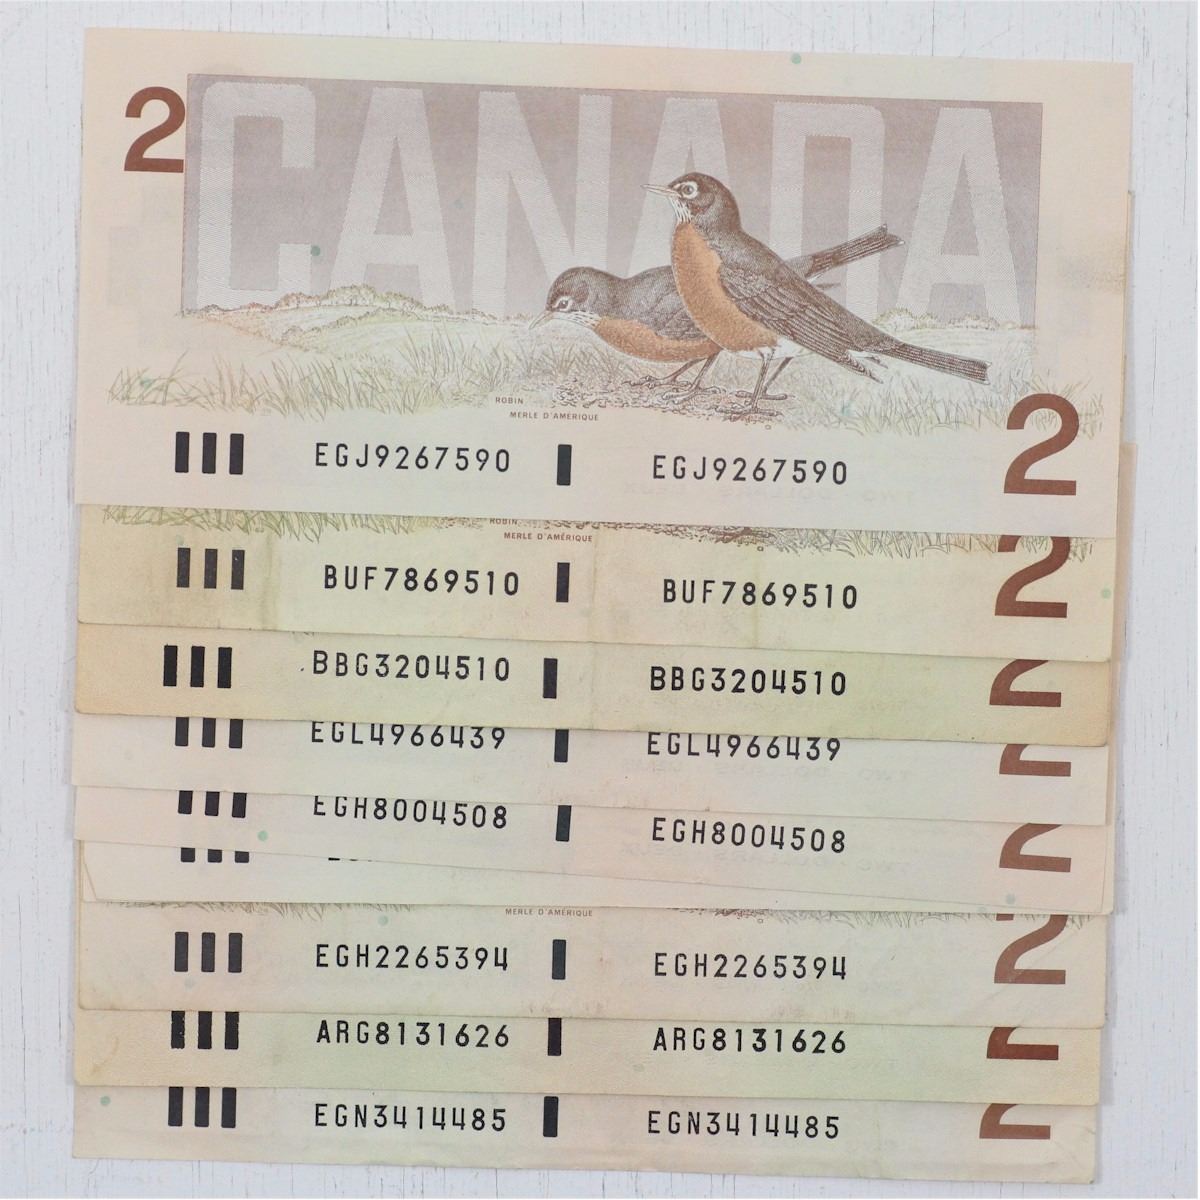 2 CANADA
ROBIN
MERLE D'AMÉRIQUE
2
EGJ9267590 EGJ9267590
ROBIN
MERLE D'AMÉRIQUE
2
BUF7869510 BUF7869510
BBG3204510 BBG3204510
2
EGL4966439 EGL4966439
2
EGH8004508 EGH8004508
2
MERLE D'AMÉRIQUE
2
EGH2265394 EGH2265394
ARG8131626 ARG8131626
2
EGN3414485 EGN3414485
2